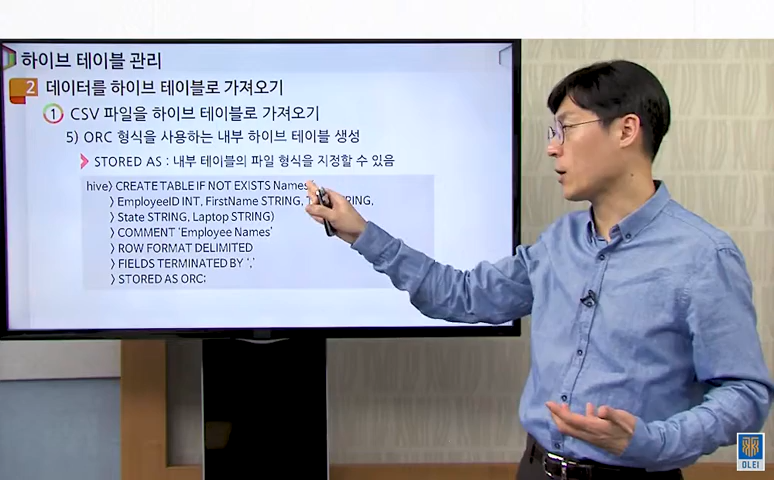 하이브 테이블 관리
2 데이터를 하이브 테이블로 가져오기
1 CSV 파일을 하이브 테이블로 가져오기
5) ORC 형식을 사용하는 내부 하이브 테이블 생성
STORED AS : 내부 테이블의 파일 형식을 지정할 수 있음
hive> CREATE TABLE IF NOT EXISTS Names
> EmployeeID INT, FirstName STRING, STRING,
> State STRING, Laptop STRING)
> COMMENT 'Employee Names'
> ROW FORMAT DELIMITED
> FIELDS TERMINATED BY ','
> STORED AS ORC;
DLEI